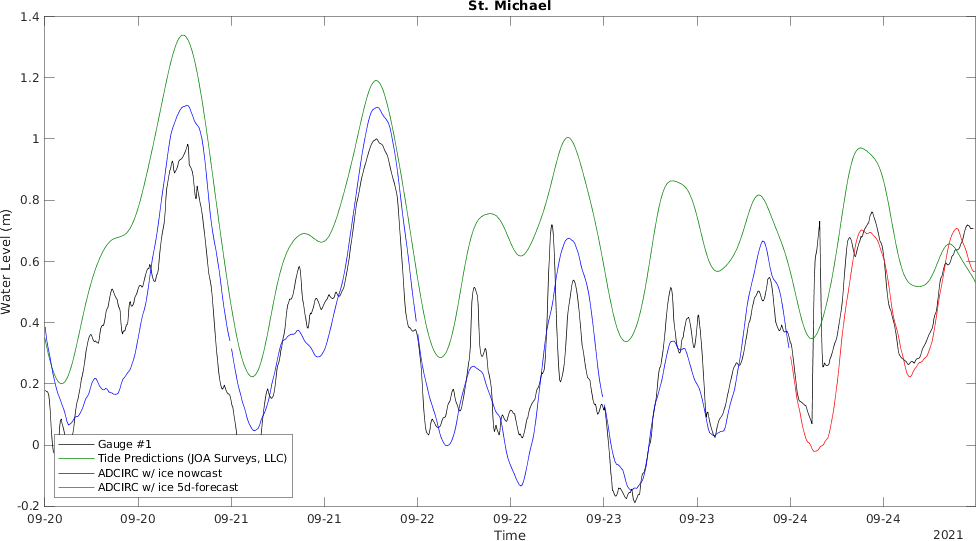 St. Michael
1.4
1.2
1
0.8
0.6
0.4
0.2
0
-0.2
Water Level (m)
Gauge #1
Tide Predictions (JOA Surveys, LLC)
ADCIRC w/ ice nowcast
ADCIRC w/ ice 5d-forecast
09-20 09-20 09-21 09-21 09-22 09-22 09-23 09-23 09-24 09-24
Time
2021